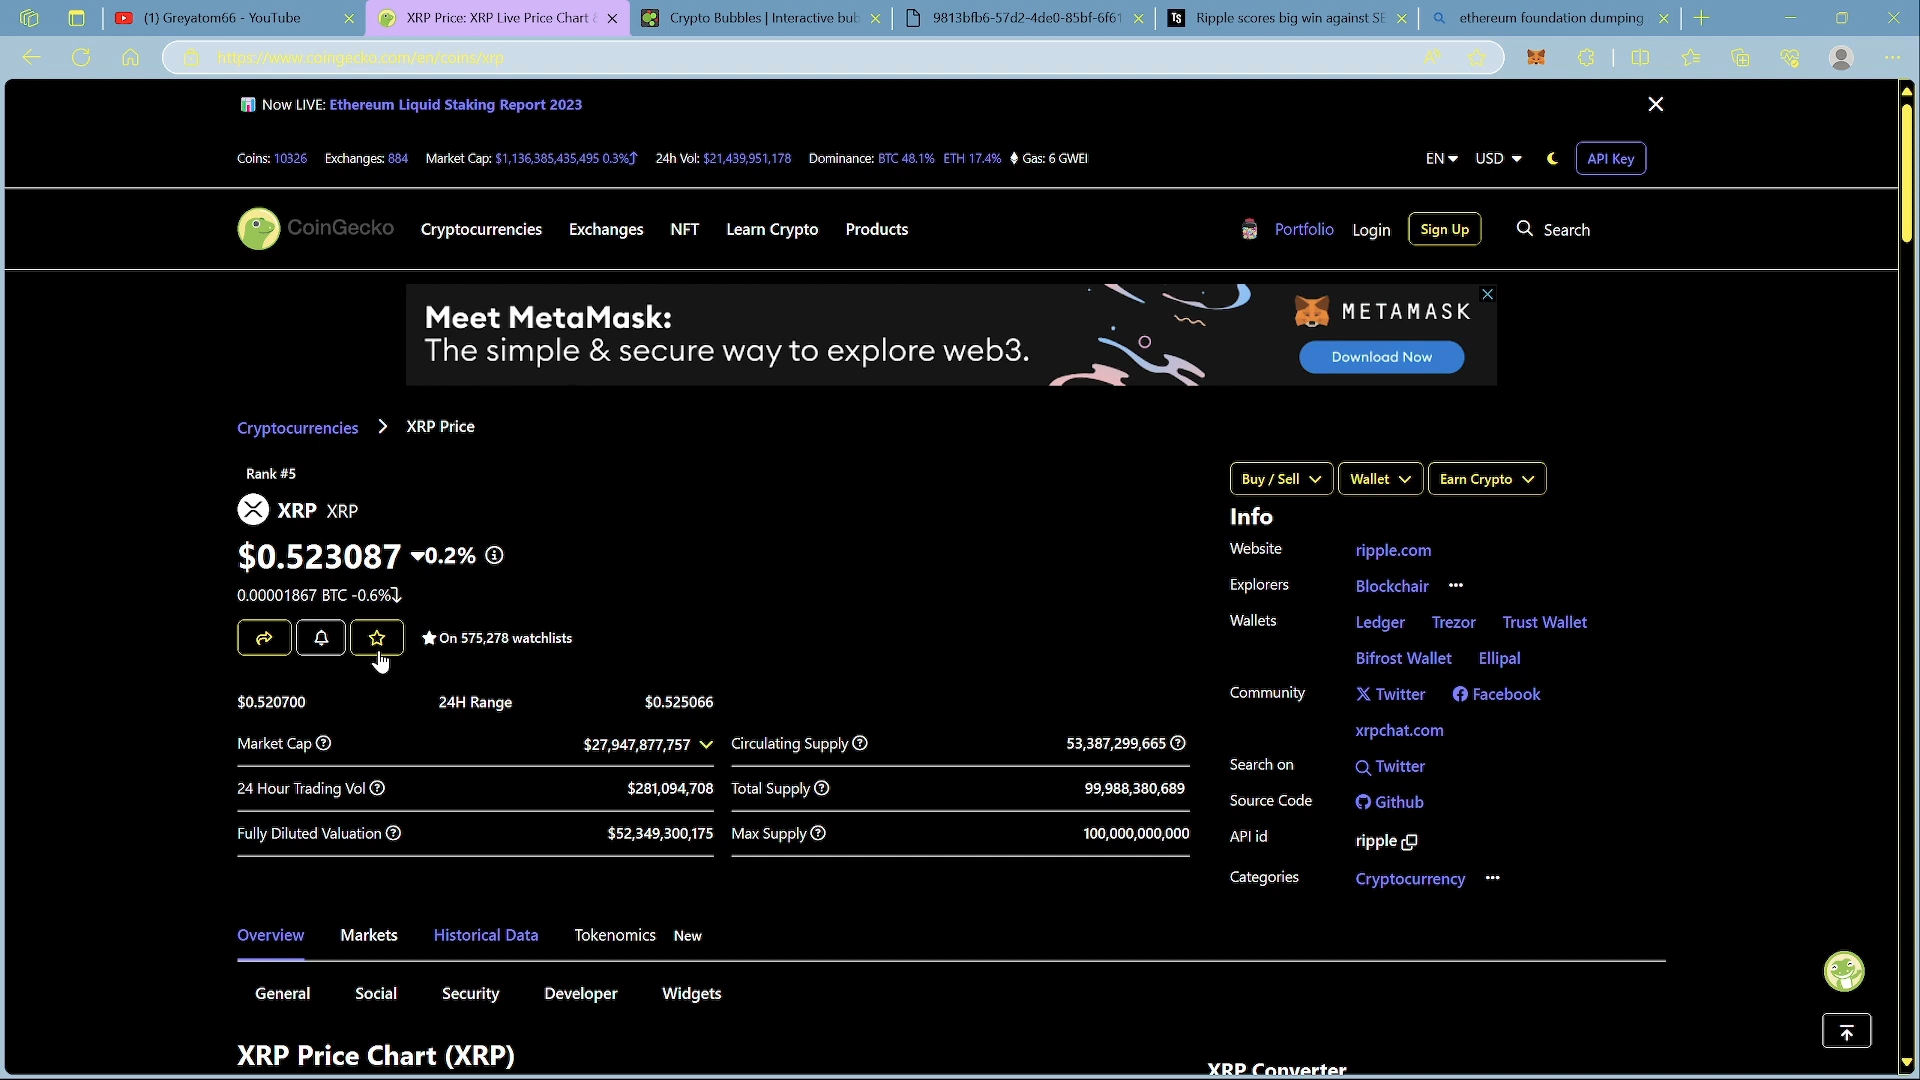 (1) Greyatom66 - YouTube
XRP Price: XRP Live Price Chart &
Crypto Bubbles | Interactive bub
9813bfb6-57d2-4de0-85bf-6f61
TS Ripple scores big win against SE
ethereum foundation dumping
https://www.coingecko.com/en/coins/xrp
Now LIVE: Ethereum Liquid Staking Report 2023
Coins: 10326 Exchanges: 884 Market Cap: $1,136,385,435,495 0.3% 24h Vol: $21,439,951,178 Dominance: BTC 48.1% ETH 17.4% Gas: 6 GWEI
EN USD API Key
CoinGecko Cryptocurrencies Exchanges NFT Learn Crypto Products Portfolio Login Sign Up Search
Meet MetaMask:
The simple & secure way to explore web3.
METAMASK
Download Now
Cryptocurrencies > XRP Price
Rank #5
XRP XRP
$0.523087 0.2%
0.00001867 BTC -0.6%
On 575,278 watchlists
$0.520700 24H Range $0.525066
Market Cap $27,947,877,757
24 Hour Trading Vol $281,094,708
Fully Diluted Valuation $52,349,300,175
Circulating Supply 53,387,299,665
Total Supply 99,988,380,689
Max Supply 100,000,000,000
Buy / Sell Wallet Earn Crypto
Info
Website ripple.com
Explorers Blockchair •••
Wallets Ledger Trezor Trust Wallet
Bifrost Wallet Ellipal
Community Twitter Facebook
xrpchat.com
Search on Twitter
Source Code Github
API id ripple
Categories Cryptocurrency •••
Overview Markets Historical Data Tokenomics New
General Social Security Developer Widgets
XRP Price Chart (XRP)
XRP Converter